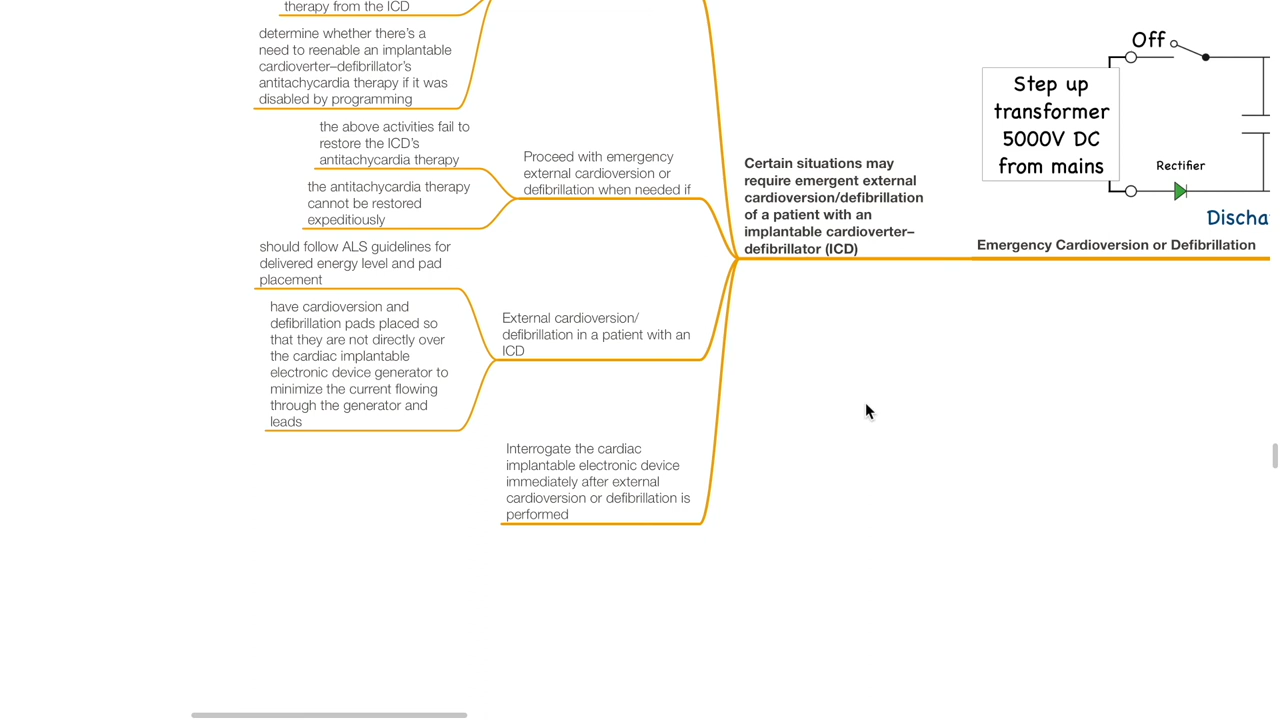 therapy from the ICD
determine whether there's a
need to reenable an implantable
cardioverter–defibrillator's
antitachycardia therapy if it was
disabled by programming
the above activities fail to
restore the ICD's
antitachycardia therapy
the antitachycardia therapy
cannot be restored
expeditiously
Proceed with emergency
external cardioversion or
defibrillation when needed if
should follow ALS guidelines for
delivered energy level and pad
placement
have cardioversion and
defibrillation pads placed so
that they are not directly over
the cardiac implantable
electronic device generator to
minimize the current flowing
through the generator and
leads
External cardioversion/
defibrillation in a patient with an
ICD
Interrogate the cardiac
implantable electronic device
immediately after external
cardioversion or defibrillation is
performed
Certain situations may
require emergent external
cardioversion/defibrillation
of a patient with an
implantable cardioverter–
defibrillator (ICD)
Off
Step up
transformer
5000V DC
from mains
Rectifier
Discha
Emergency Cardioversion or Defibrillation